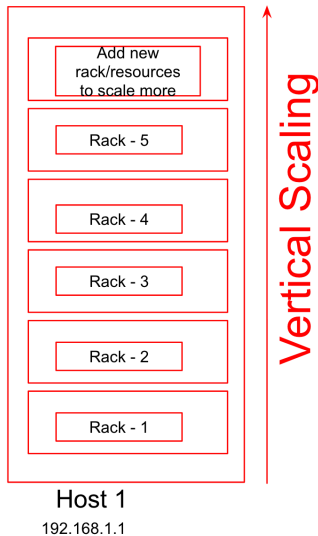 Add new
rack/resources
to scale more
Rack - 5
Rack - 4
Rack - 3
Rack - 2
Rack - 1
Vertical Scaling
Host 1
192.168.1.1